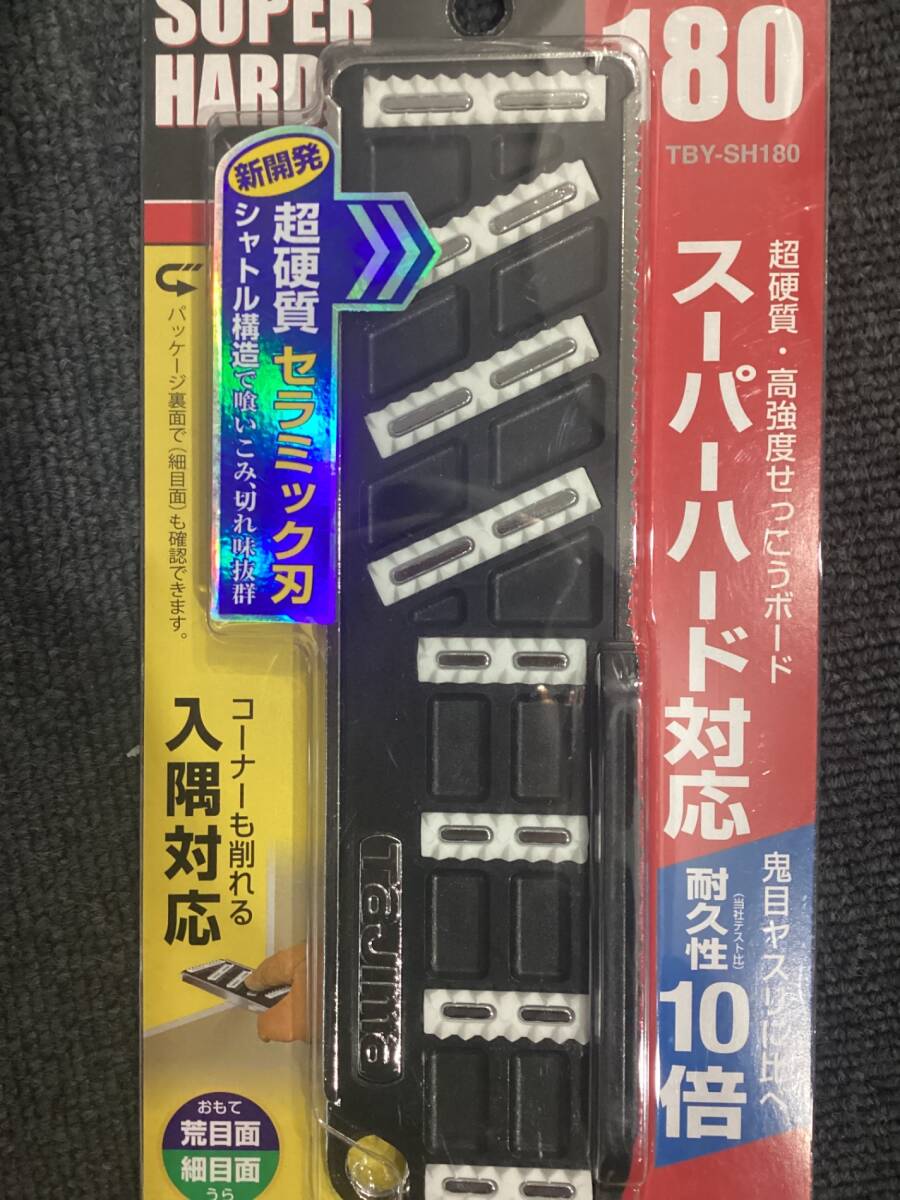 SUPER
HARD
180
TBY-SH180
新開発
超硬質 セラミック刃
シャトル構造で喰いこみ、切れ味抜群
パッケージ裏面で(細目面)も確認できます。
超硬質・高強度せっこうボード
スーパーハード対応
コーナーも削れる
入隅対応
鬼目ヤスリに比べ
耐久性
(当社テスト比)
10倍
TaJIMa
おもて
荒目面
細目面
うら